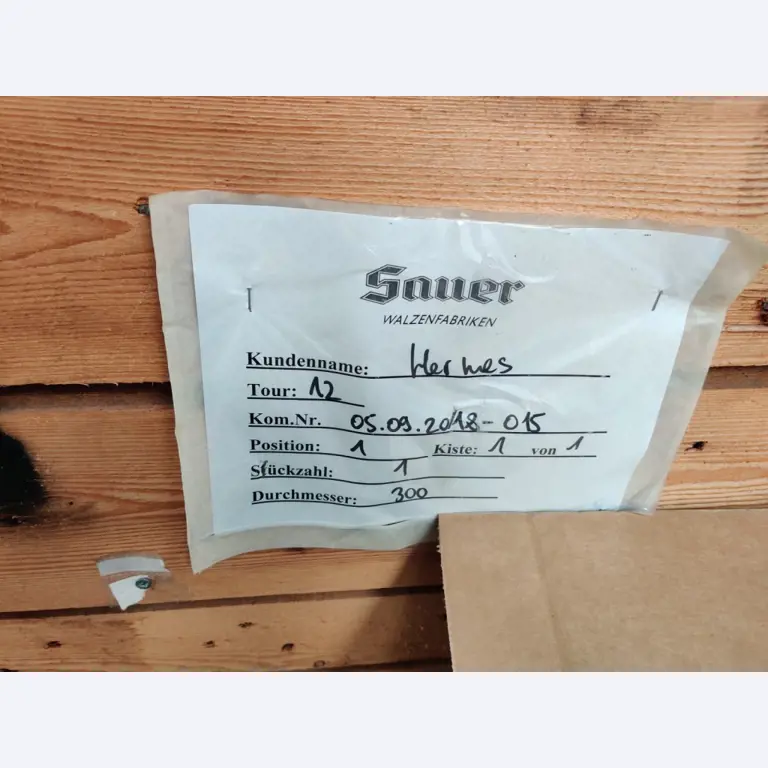 Sauer
WALZENFABRIKEN
Kundenname: Hermes
Tour: 12
Kom.Nr. 05.09.2018-015
Position: 1 Kiste: 1 von 1
Stückzahl: 1
Durchmesser: 300